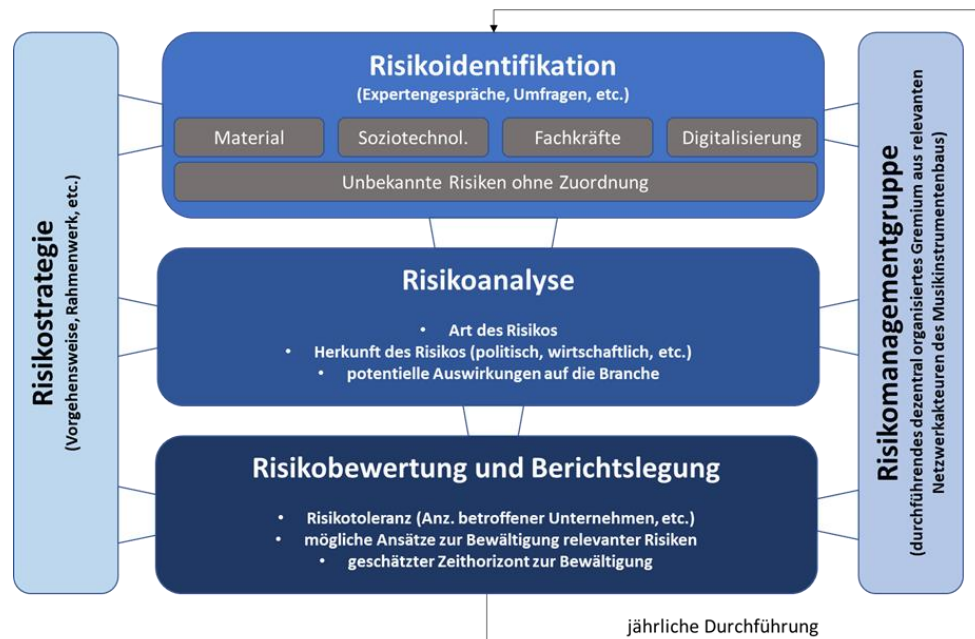 Risikostrategie
(Vorgehensweise, Rahmenwerk, etc.)
Risikoidentifikation
(Expertengespräche, Umfragen, etc.)
Material
Soziotechnol.
Fachkräfte
Digitalisierung
Unbekannte Risiken ohne Zuordnung
Risikoanalyse
• Art des Risikos
• Herkunft des Risikos (politisch, wirtschaftlich, etc.)
• potentielle Auswirkungen auf die Branche
Risikobewertung und Berichtslegung
• Risikotoleranz (Anz. betroffener Unternehmen, etc.)
• mögliche Ansätze zur Bewältigung relevanter Risiken
• geschätzter Zeithorizont zur Bewältigung
Risikomanagementgruppe
(durchführendes dezentral organisiertes Gremium aus relevanten
Netzwerkakteuren des Musikinstrumentenbaus)
jährliche Durchführung